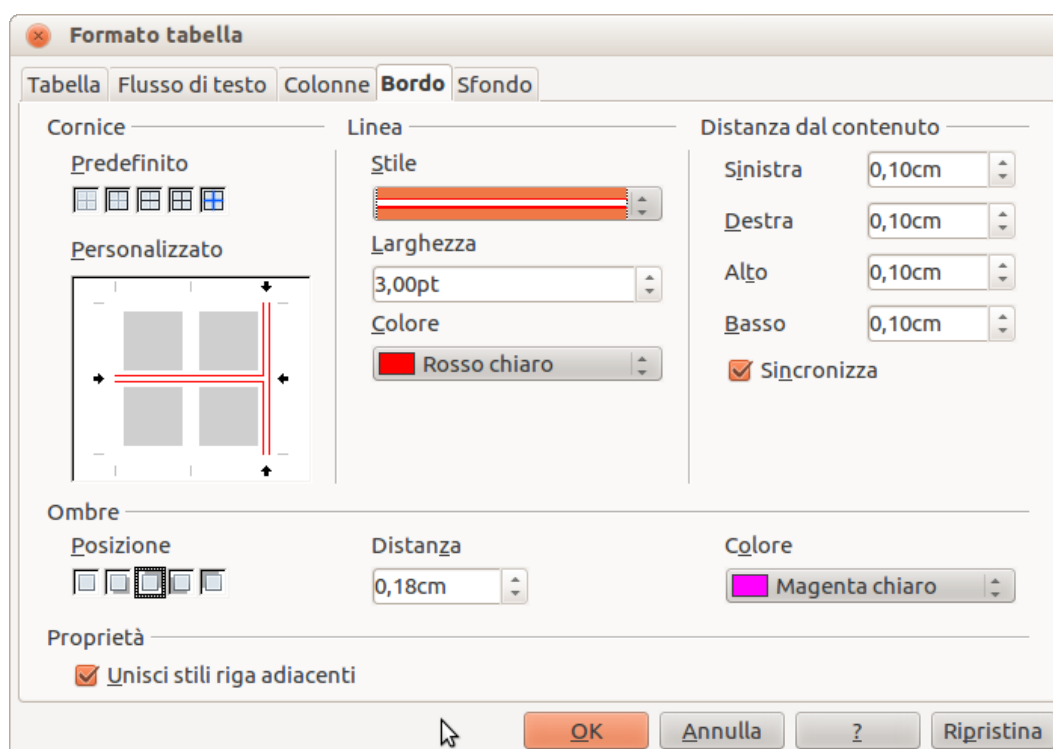 Formato tabella
Tabella Flusso di testo Colonne Bordo Sfondo
Cornice
Predefinito
Personalizzato
Linea
Stile
Larghezza
3,00pt
Colore
Rosso chiaro
Distanza dal contenuto
Sinistra 0,10cm
Destra 0,10cm
Alto 0,10cm
Basso 0,10cm
Sincronizza
Ombre
Posizione
Distanza
0,18cm
Colore
Magenta chiaro
Proprietà
Unisci stili riga adiacenti
OK Annulla ? Ripristina